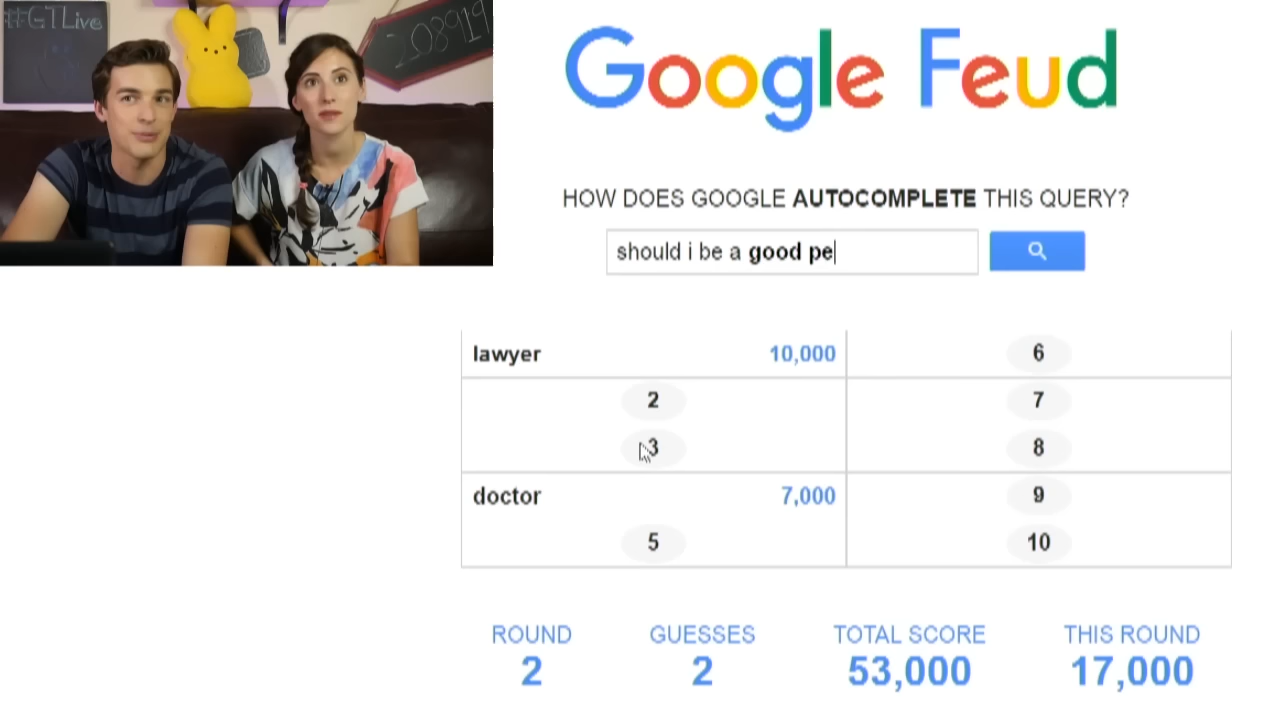 #GTLive
208919
Google Feud
HOW DOES GOOGLE AUTOCOMPLETE THIS QUERY?
should i be a good pe
lawyer 10,000 6
2 7
3 8
doctor 7,000 9
5 10
ROUND GUESSES TOTAL SCORE THIS ROUND
2 2 53,000 17,000